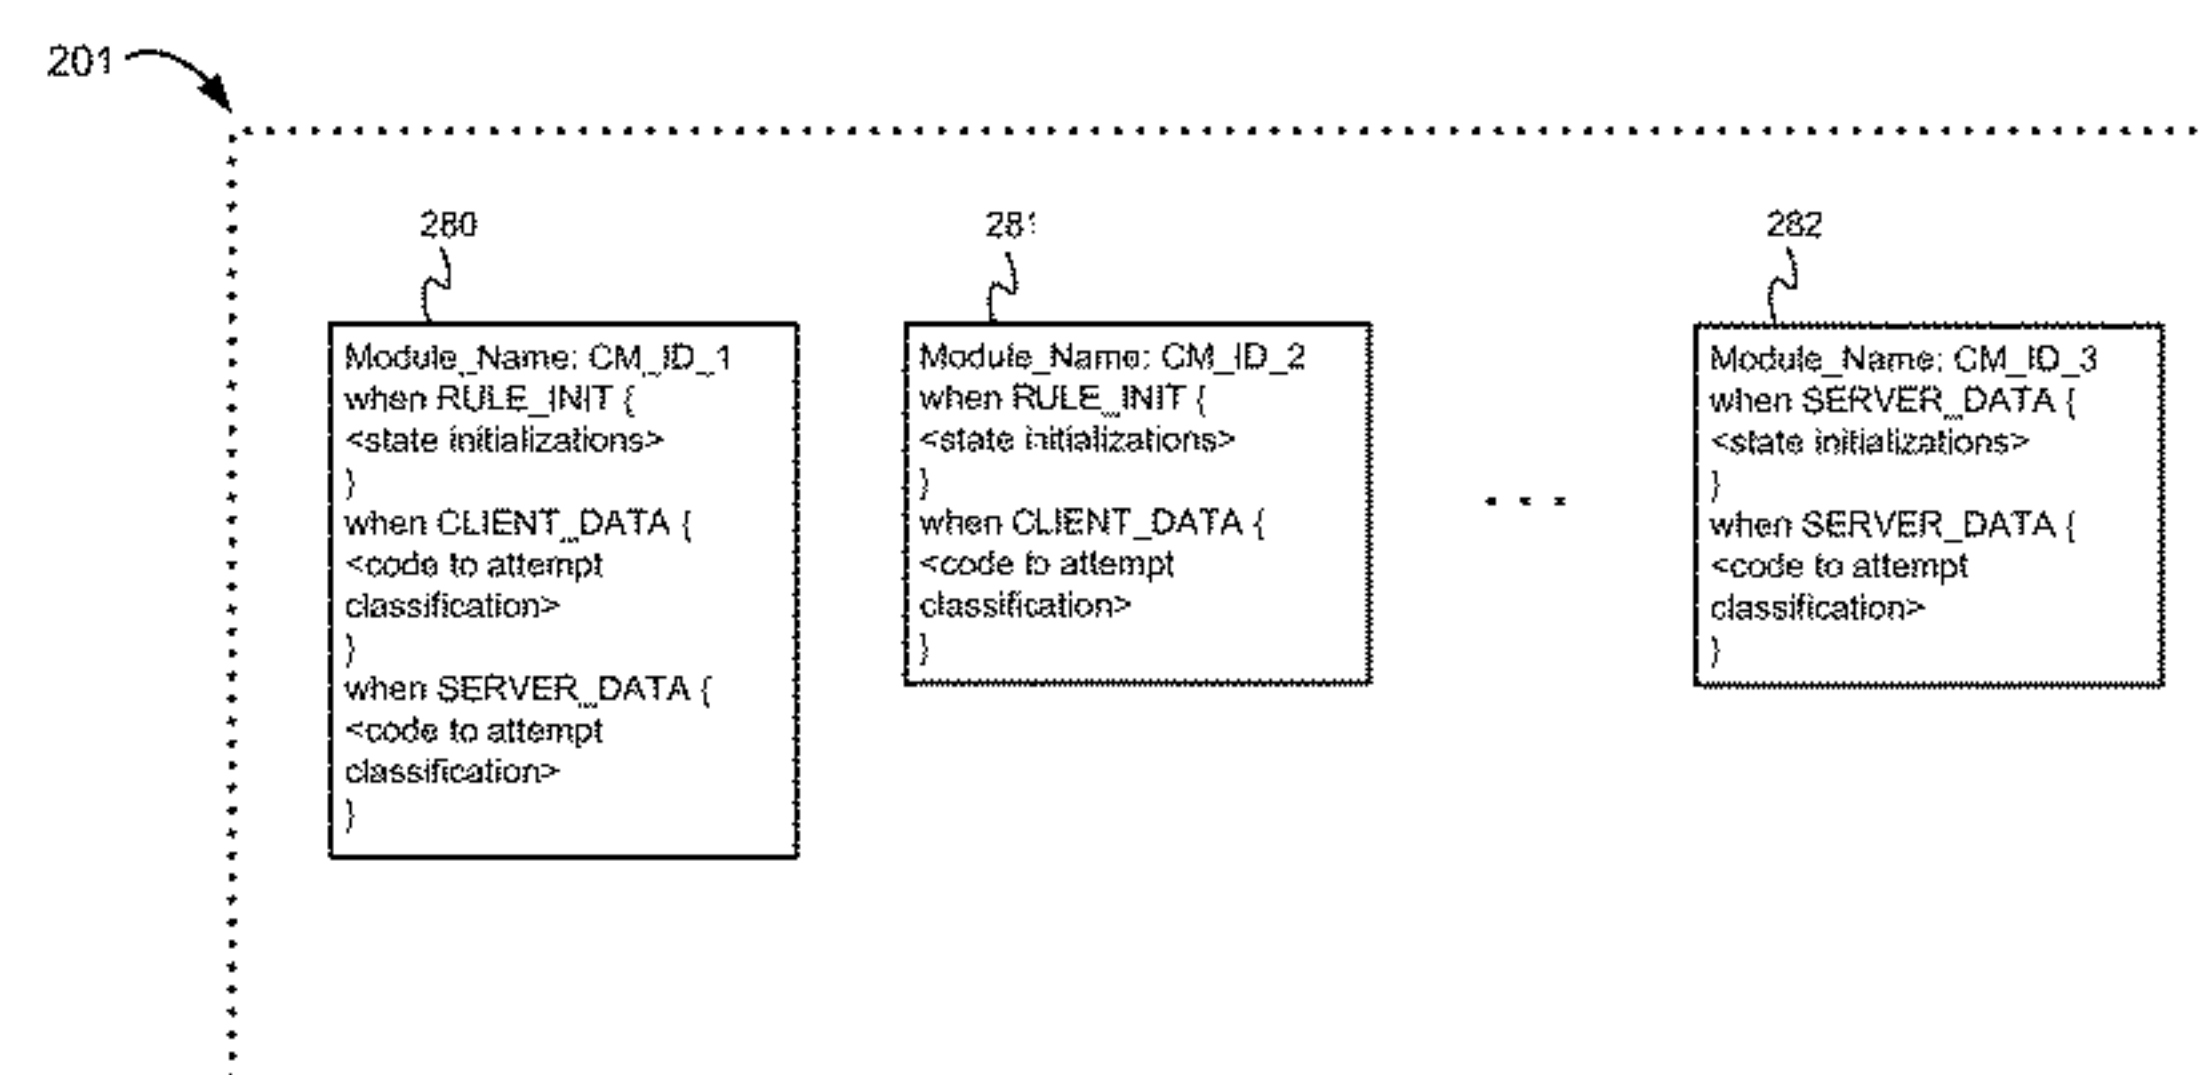 201
280
Module_Name: CM_ID_1
when RULE_INIT {
<state initializations>
}
when CLIENT_DATA {
<code to attempt
classification>
}
when SERVER_DATA {
<code to attempt
classification>
}
281
Module_Name: CM_ID_2
when RULE_INIT {
<state initializations>
}
when CLIENT_DATA {
<code to attempt
classification>
}
. . .
282
Module_Name: CM_ID_3
when SERVER_DATA {
<state initializations>
}
when SERVER_DATA {
<code to attempt
classification>
}